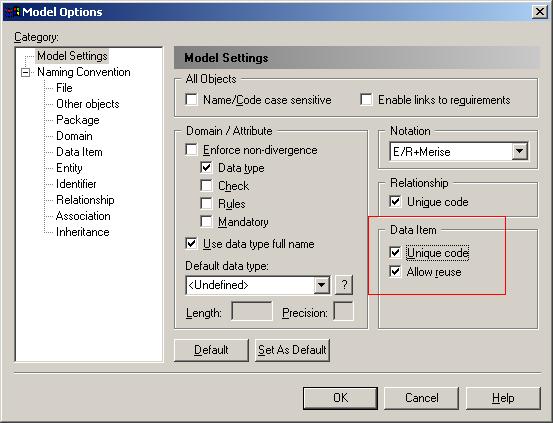 Model Options
Category:
Model Settings
Naming Convention
File
Other objects
Package
Domain
Data Item
Entity
Identifier
Relationship
Association
Inheritance
Model Settings
All Objects
Name/Code case sensitive
Enable links to requirements
Domain / Attribute
Enforce non-divergence
Data type
Check
Rules
Mandatory
Use data type full name
Default data type:
<Undefined>
?
Length:
Precision:
Notation
E/R+Merise
Relationship
Unique code
Data Item
Unique code
Allow reuse
Default
Set As Default
OK
Cancel
Help